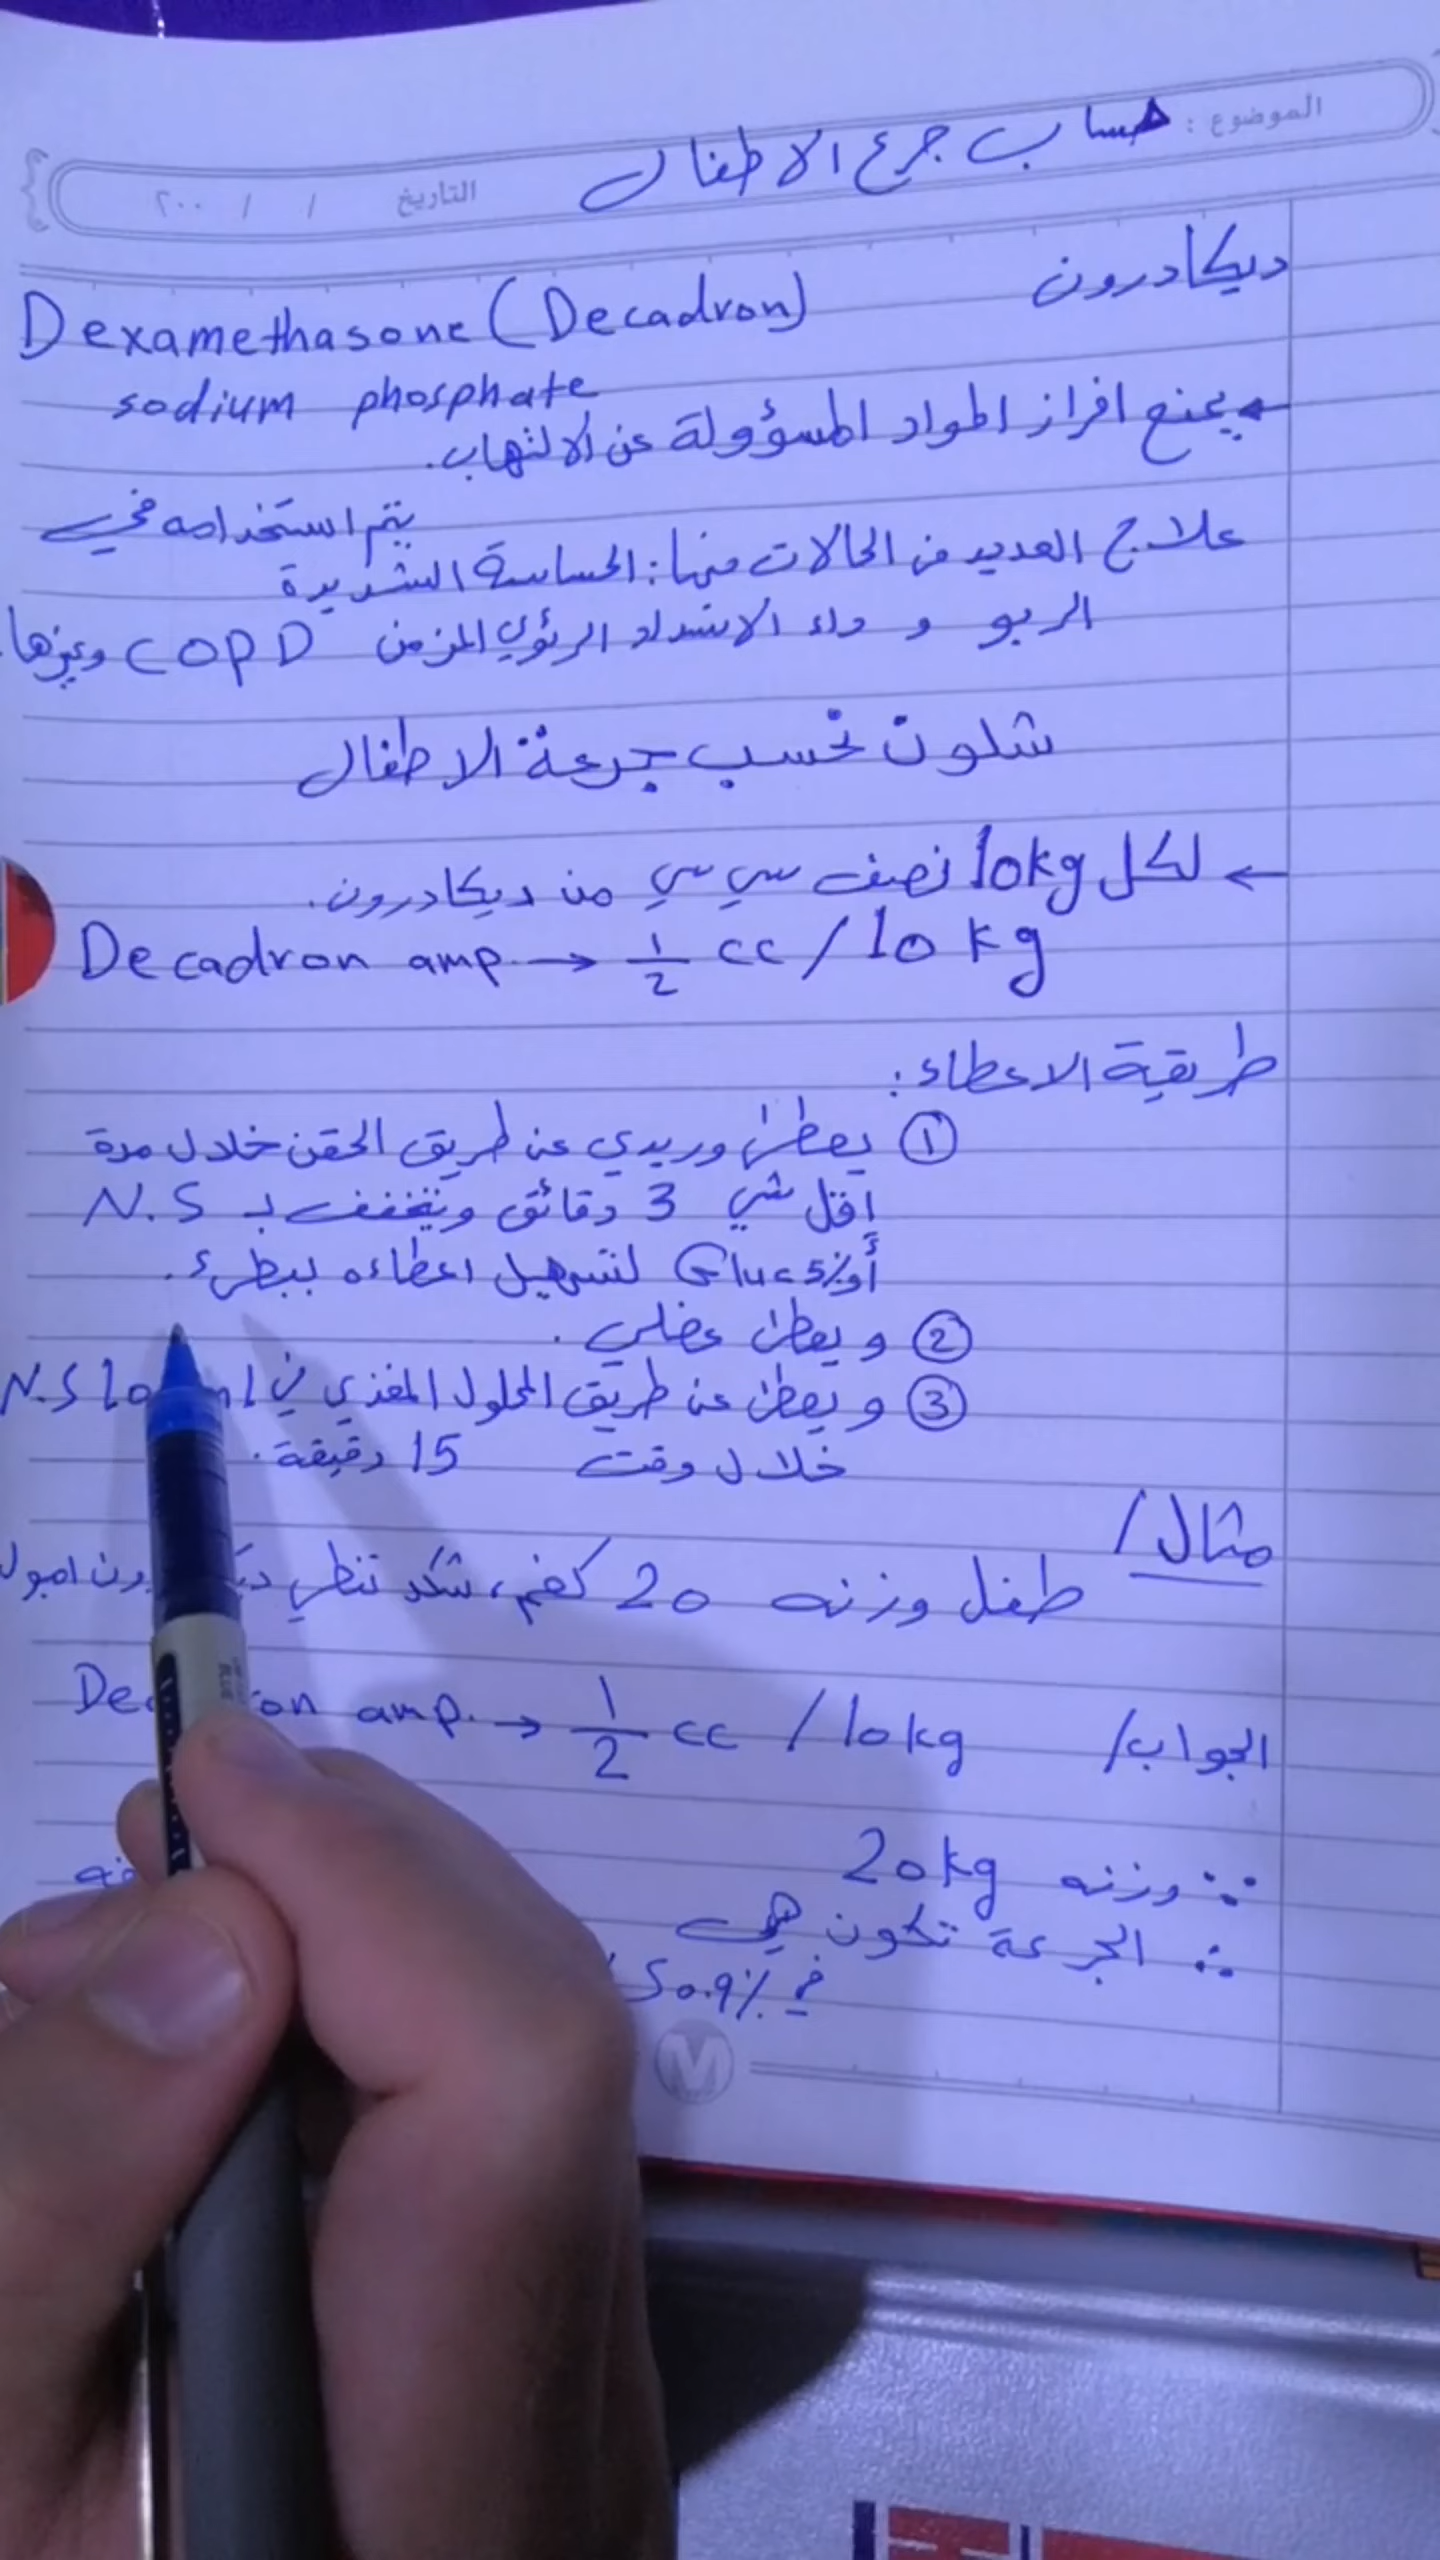 الموضوع : حساب جرع الاطفال
التاريخ / / ٢٠٠
ديكادرون
Dexamethasone (Decadron)
sodium phosphate
← يمنع افراز المواد المسؤولة عن الالتهاب.
يتم استخدامه في
علاج العديد من الحالات منها : الحساسية الشديدة
الربو و داء الانسداد الرئوي المزمن COPD وغيرها.
شلون نحسب جرعة الاطفال
← لكل 10kg نصف سي سي من ديكادرون.
Decadron amp. → 1/2 cc / 10 kg
طريقة الاعطاء :
① يعطى وريدي عن طريق الحقن خلال مدة
اقل شي 3 دقائق ويخفف بـ N.S
أو Gluc 5% لتسهيل اعطاءه ببطئ.
② ويعطى عضلي .
③ ويعطى عن طريق المحلول المغذي في N.S
خلال وقت 15 دقيقة .
مثال /
طفل وزنه 20 كغم ، شكد تنطي امبول
الجواب / amp. → 1/2 cc / 10kg
∵ وزنه 20kg
∴ الجرعة تكون هي
في 0.9%
M